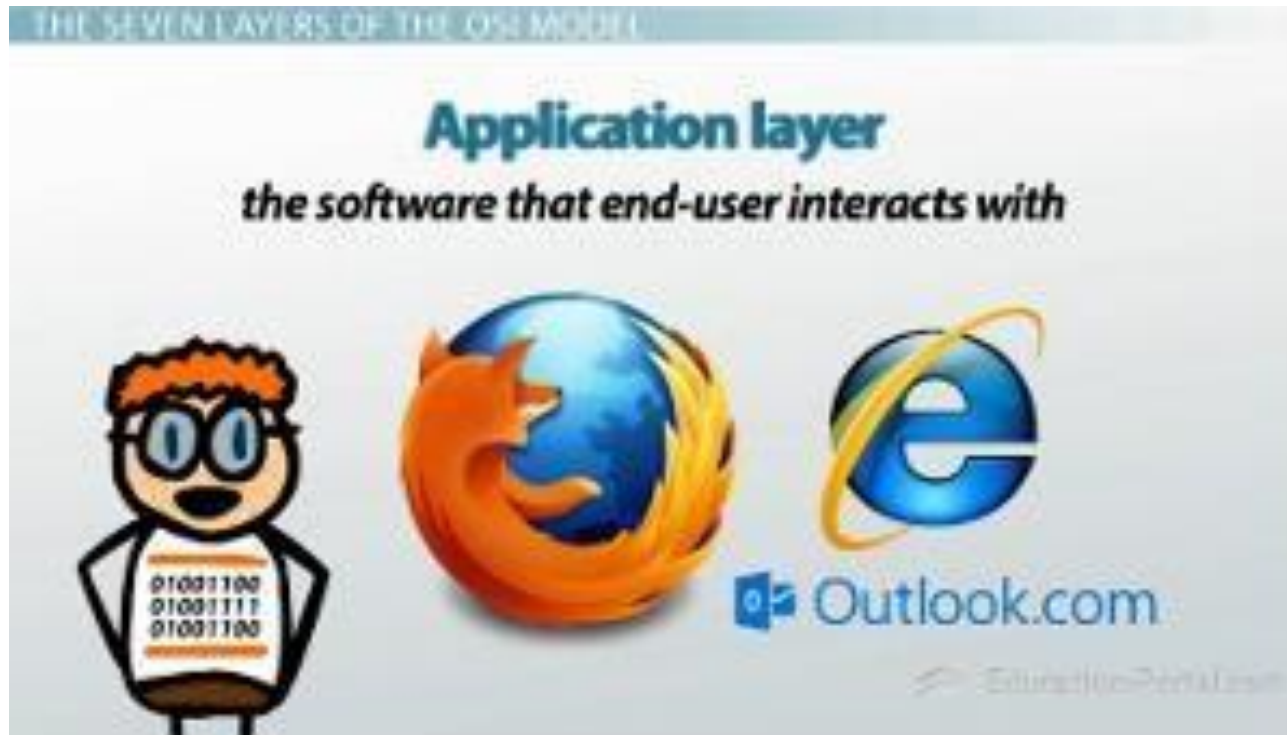 THE SEVEN LAYERS OF THE OSI MODEL
Application layer
the software that end-user interacts with
01001100
01001111
01001100
Outlook.com